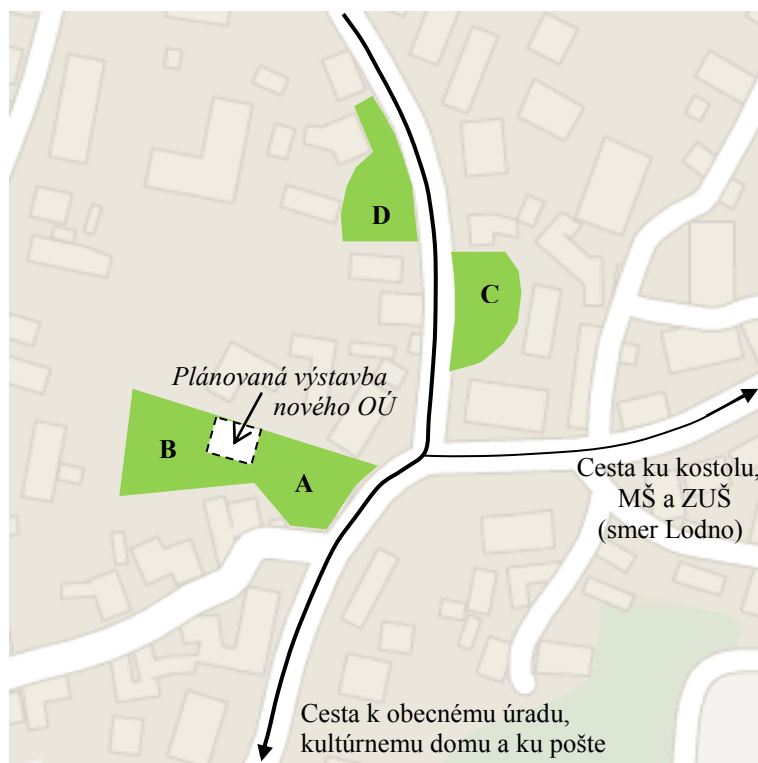 D
C
Plánovaná výstavba
nového OÚ
B
A
Cesta ku kostolu,
MŠ a ZUŠ
(smer Lodno)
Cesta k obecnému úradu,
kultúrnemu domu a ku pošte